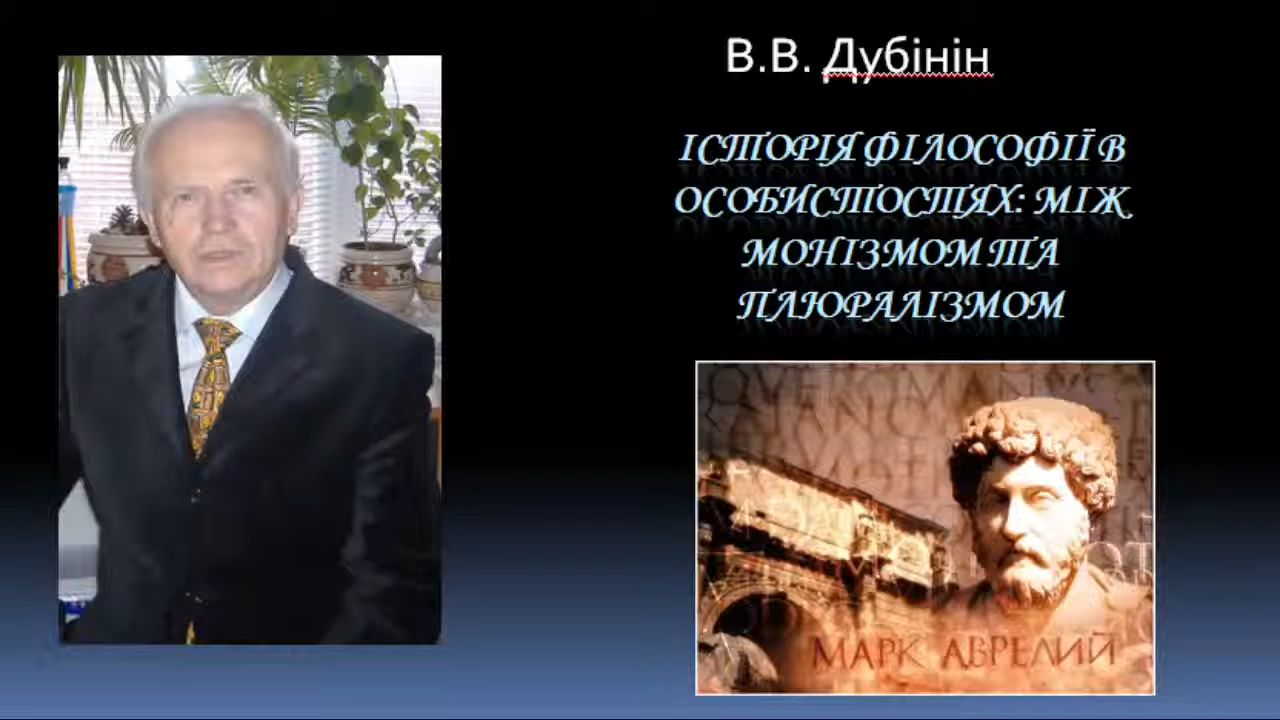 В.В. Дубінін
ІСТОРІЯ ФІЛОСОФІЇ В
ОСОБИСТОСТЯХ: МІЖ
МОНІЗМОМ ТА
ПЛЮРАЛІЗМОМ
МАРК АВРЕЛИЙ